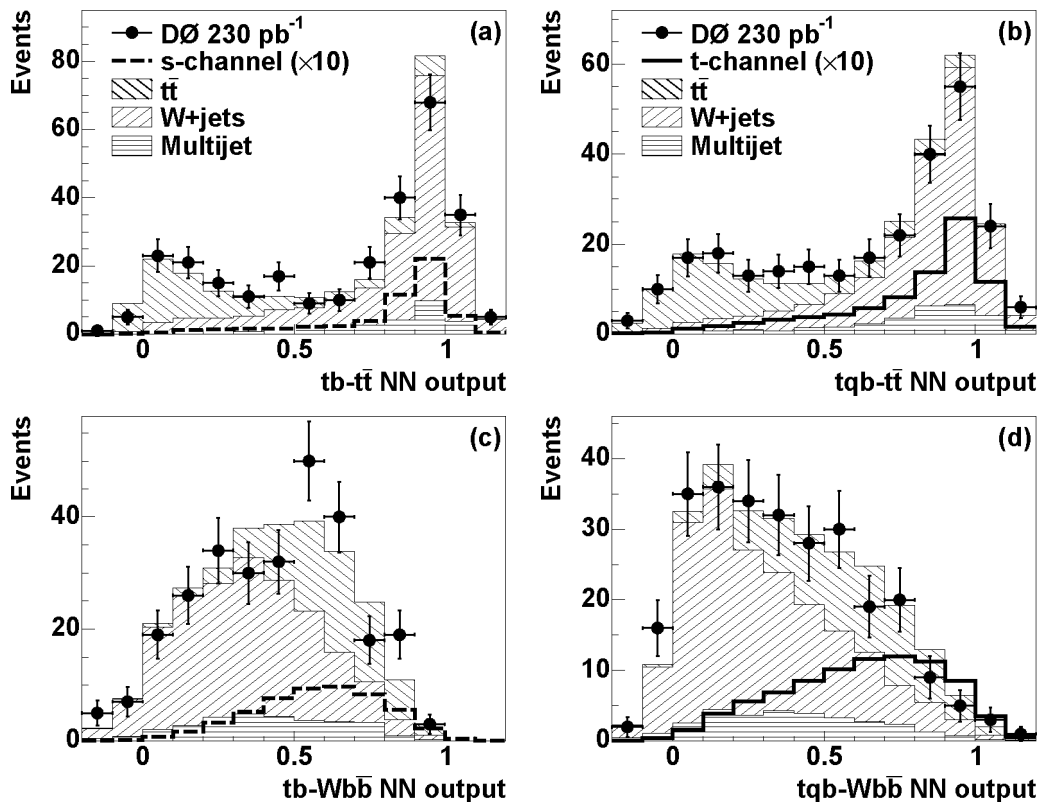 Events
80
60
40
20
0
(a)
DØ 230 pb⁻¹
s-channel (×10)
tt̄
W+jets
Multijet
0 0.5 1
tb-tt̄ NN output
Events
60
40
20
0
(b)
DØ 230 pb⁻¹
t-channel (×10)
tt̄
W+jets
Multijet
0 0.5 1
tqb-tt̄ NN output
Events
40
20
0
(c)
0 0.5 1
tb-Wbb̄ NN output
Events
40
30
20
10
0
(d)
0 0.5 1
tqb-Wbb̄ NN output